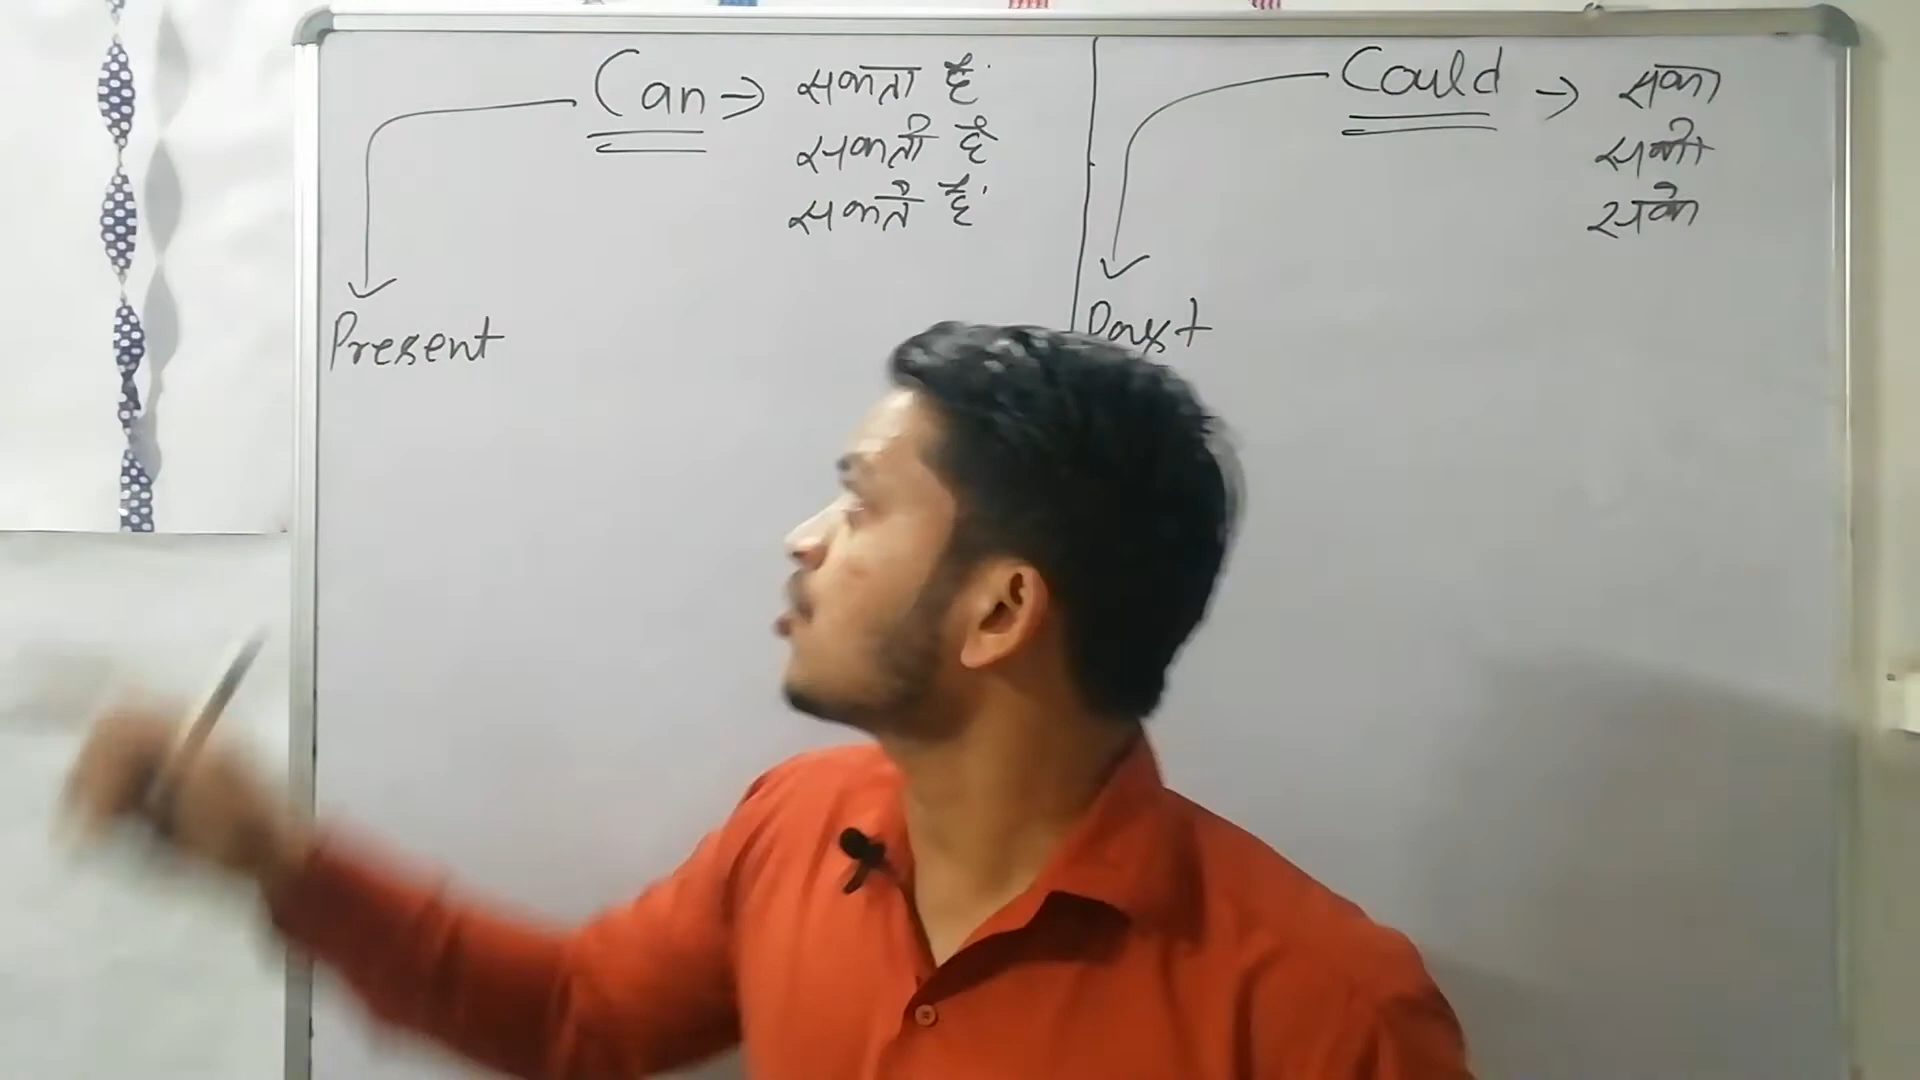 Can → सकता है
सकती है
सकते हैं
Present
Could → सका
सकी
सके
Past